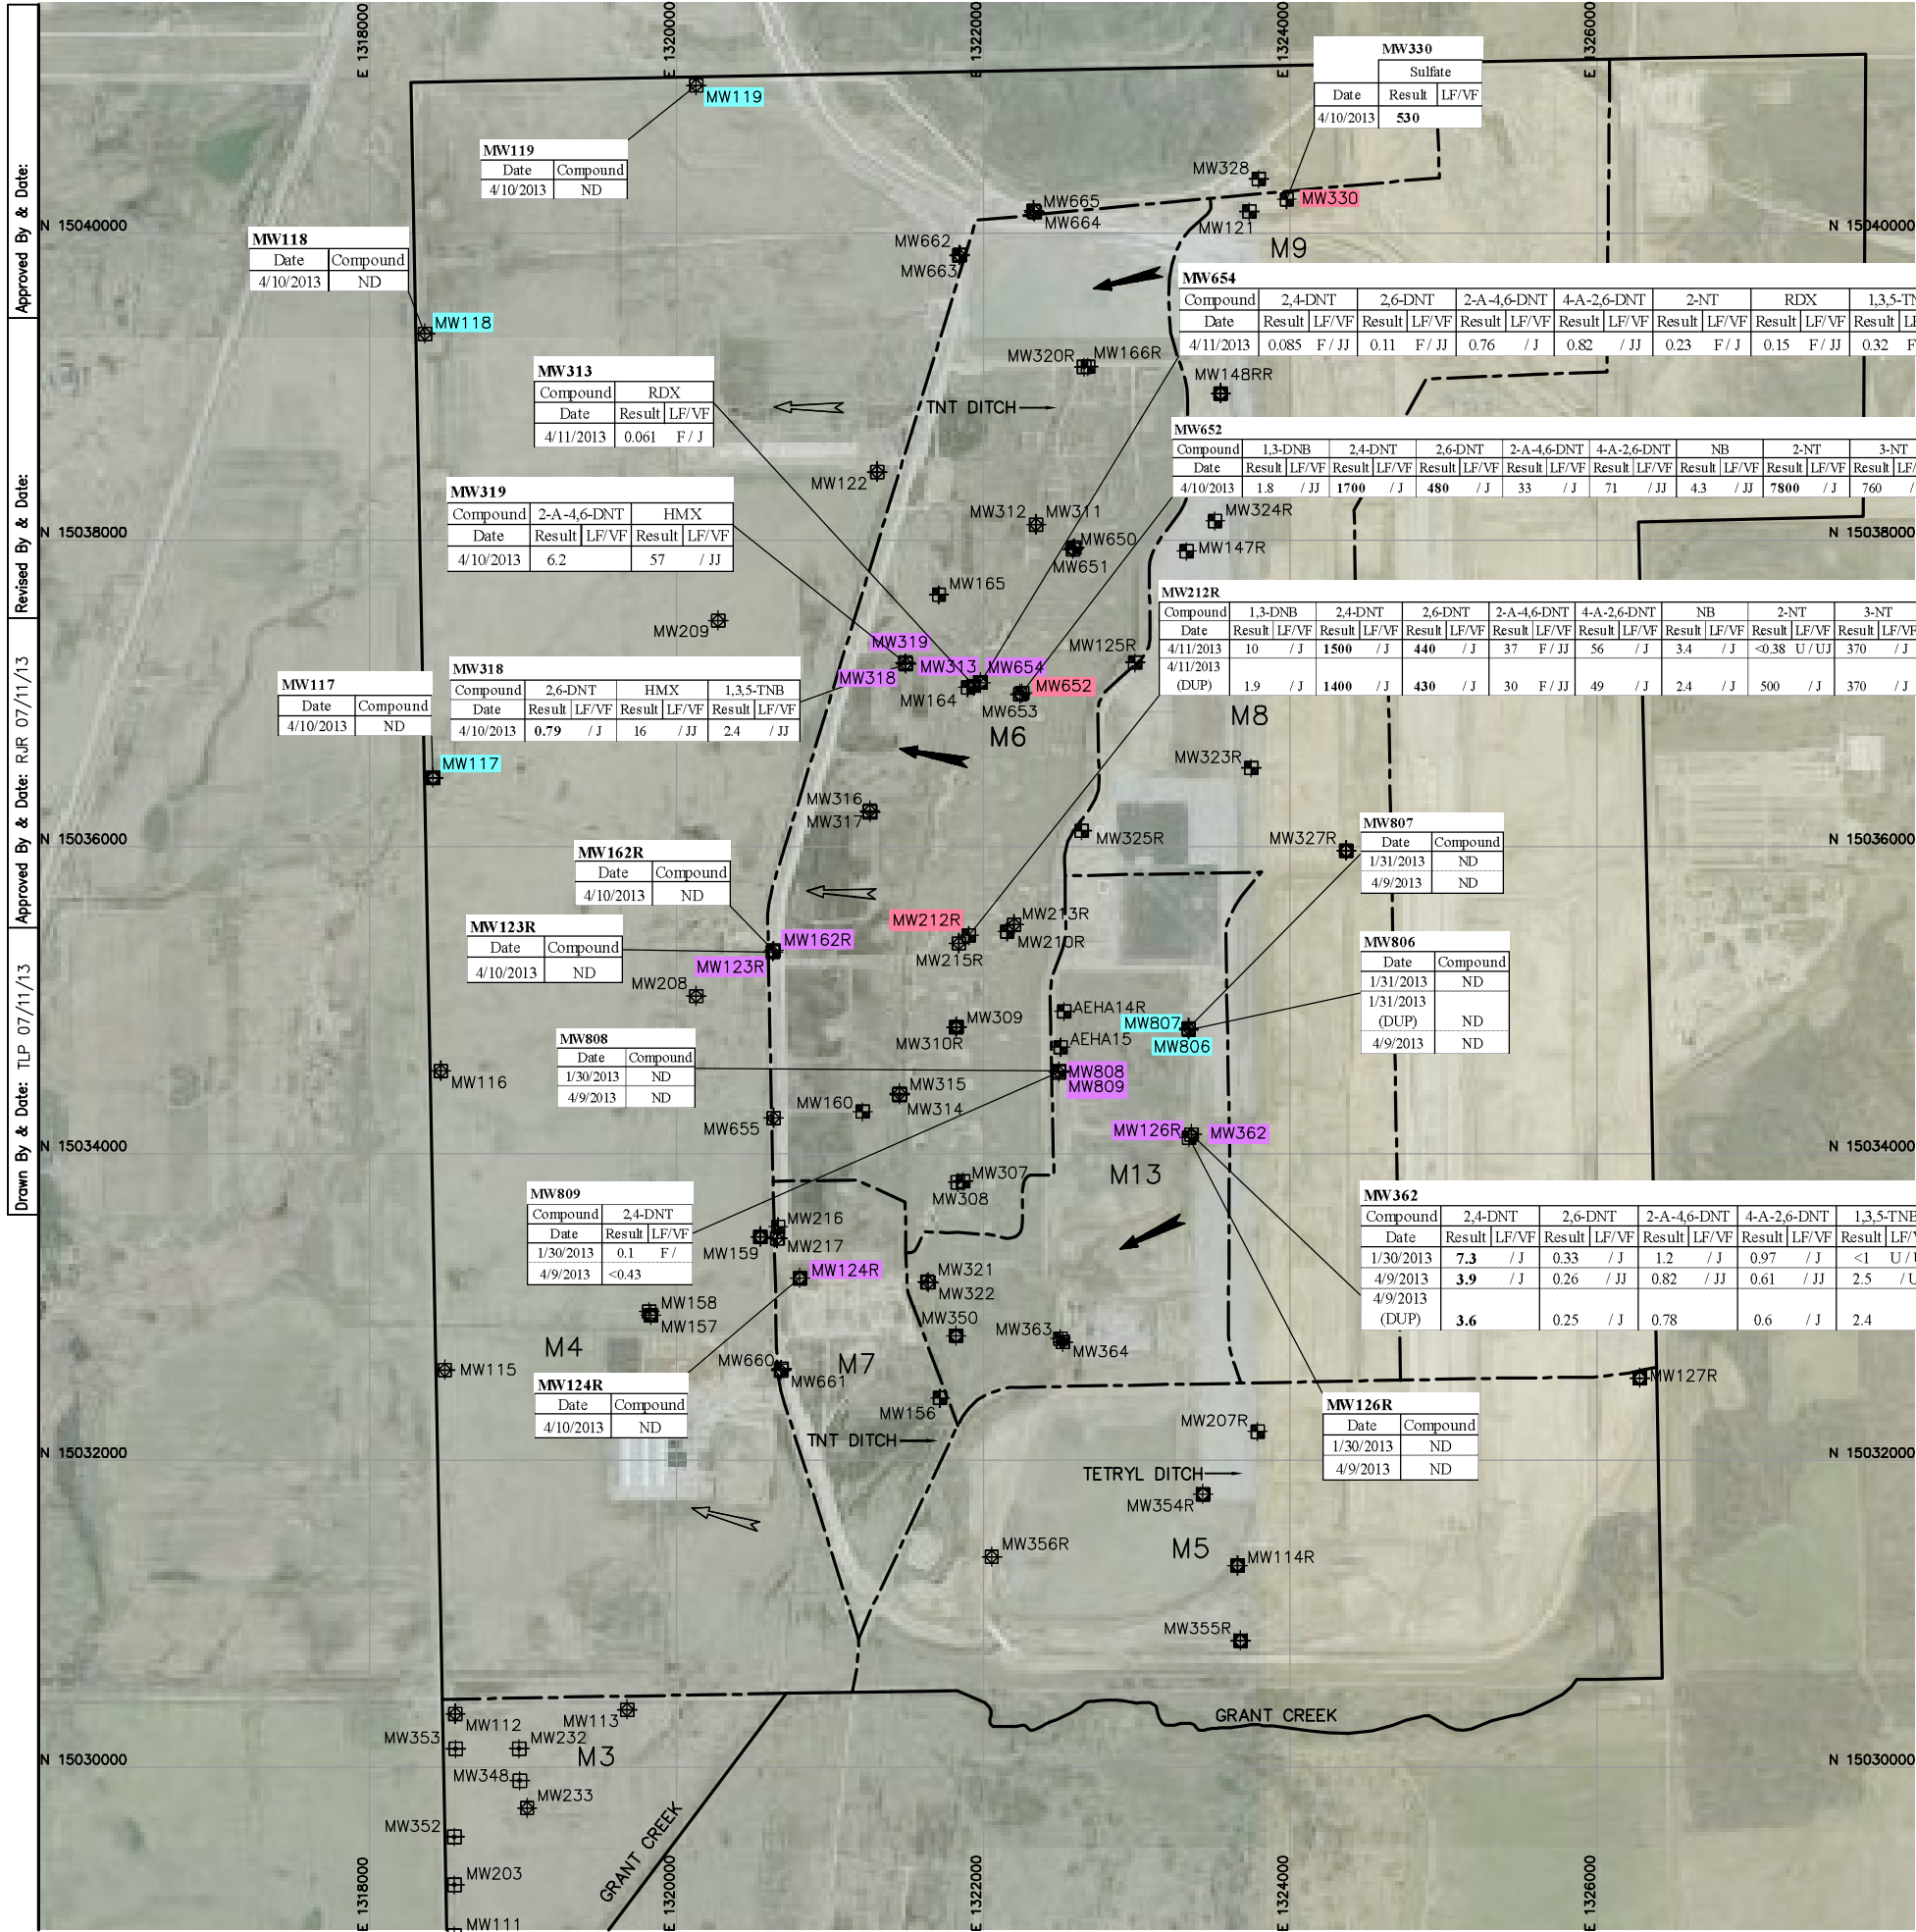 Approved By & Date:
Revised By & Date:
Approved By & Date: RJR 07/11/13
Drawn By & Date: TLP 07/11/13
E 1318000
E 1320000
E 1322000
E 1324000
E 1326000
MW330
Sulfate
Date Result LF/VF
4/10/2013 530
MW119
MW119
Date Compound
4/10/2013 ND
MW328
MW330
MW665
MW664
MW121
N 15040000
N 15040000
MW118
Date Compound
4/10/2013 ND
MW662
MW663
M9
MW654
Compound 2,4-DNT 2,6-DNT 2-A-4,6-DNT 4-A-2,6-DNT 2-NT RDX
Date Result LF/VF Result LF/VF Result LF/VF Result LF/VF Result LF/VF Result LF/VF Result
4/11/2013 0.085 F / JJ 0.11 F / JJ 0.76 / J 0.82 / JJ 0.23 F / J 0.15 F / JJ 0.32
MW118
MW320R MW166R
MW313
Compound RDX
Date Result LF/VF
4/11/2013 0.061 F / J
MW148RR
TNT DITCH
MW652
Compound 1,3-DNB 2,4-DNT 2,6-DNT 2-A-4,6-DNT 4-A-2,6-DNT NB 2-NT 3-NT
Date Result LF/VF Result LF/VF Result LF/VF Result LF/VF Result LF/VF Result LF/VF Result LF/VF Result
4/10/2013 1.8 / JJ 1700 / J 480 / J 33 / J 71 / JJ 4.3 / JJ 7800 / J 760 /
MW122
MW319
Compound 2-A-4,6-DNT HMX
Date Result LF/VF Result LF/VF
4/10/2013 6.2 57 / JJ
MW312 MW311
MW324R
N 15038000
N 15038000
MW650
MW651
MW147R
MW165
MW212R
Compound 1,3-DNB 2,4-DNT 2,6-DNT 2-A-4,6-DNT 4-A-2,6-DNT NB 2-NT 3-NT
Date Result LF/VF Result LF/VF Result LF/VF Result LF/VF Result LF/VF Result LF/VF Result LF/VF Result LF/VF
4/11/2013 10 / J 1500 / J 440 / J 37 F / JJ 56 / J 3.4 / J <0.38 U / UJ 370 / J
4/11/2013
(DUP) 1.9 / J 1400 / J 430 / J 30 F / JJ 49 / J 2.4 / J 500 / J 370 / J
MW209
MW319
MW125R
MW318 MW313 MW654
MW318
Compound 2,6-DNT HMX 1,3,5-TNB
Date Result LF/VF Result LF/VF Result LF/VF
4/10/2013 0.79 / J 16 / JJ 2.4 / JJ
MW117
Date Compound
4/10/2013 ND
MW652
MW164
MW653
M8
M6
MW117
MW323R
MW316
MW317
MW325R
MW327R
N 15036000
N 15036000
MW807
Date Compound
1/31/2013 ND
4/9/2013 ND
MW162R
Date Compound
4/10/2013 ND
MW123R
Date Compound
4/10/2013 ND
MW212R
MW213R
MW210R
MW215R
MW162R
MW123R
MW208
MW806
Date Compound
1/31/2013 ND
1/31/2013
(DUP) ND
4/9/2013 ND
AEHA14R
MW309
MW310R
MW807
MW806
AEHA15
MW808
Date Compound
1/30/2013 ND
4/9/2013 ND
MW808
MW809
MW116
MW315
MW314
MW160
MW655
MW126R
MW362
N 15034000
N 15034000
MW307
MW308
M13
MW809
Compound 2,4-DNT
Date Result LF/VF
1/30/2013 0.1 F /
4/9/2013 <0.43
MW362
Compound 2,4-DNT 2,6-DNT 2-A-4,6-DNT 4-A-2,6-DNT 1,3,5-TNB
Date Result LF/VF Result LF/VF Result LF/VF Result LF/VF Result
1/30/2013 7.3 / J 0.33 / J 1.2 / J 0.97 / J <1 U /
4/9/2013 3.9 / J 0.26 / JJ 0.82 / JJ 0.61 / JJ 2.5 /
4/9/2013
(DUP) 3.6 0.25 / J 0.78 0.6 / J 2.4
MW216
MW217
MW159
MW124R
MW321
MW322
MW158
MW157
MW350
MW363
MW364
M4
MW660
MW661
M7
MW115
MW127R
MW124R
Date Compound
4/10/2013 ND
MW156
MW126R
Date Compound
1/30/2013 ND
4/9/2013 ND
MW207R
TNT DITCH
N 15032000
N 15032000
TETRYL DITCH
MW354R
MW356R
M5
MW114R
MW355R
MW112
MW113
GRANT CREEK
MW353
MW232
M3
N 15030000
N 15030000
MW348
MW233
MW352
GRANT CREEK
MW203
MW111
E 1318000
E 1320000
E 1322000
E 1324000
E 1326000